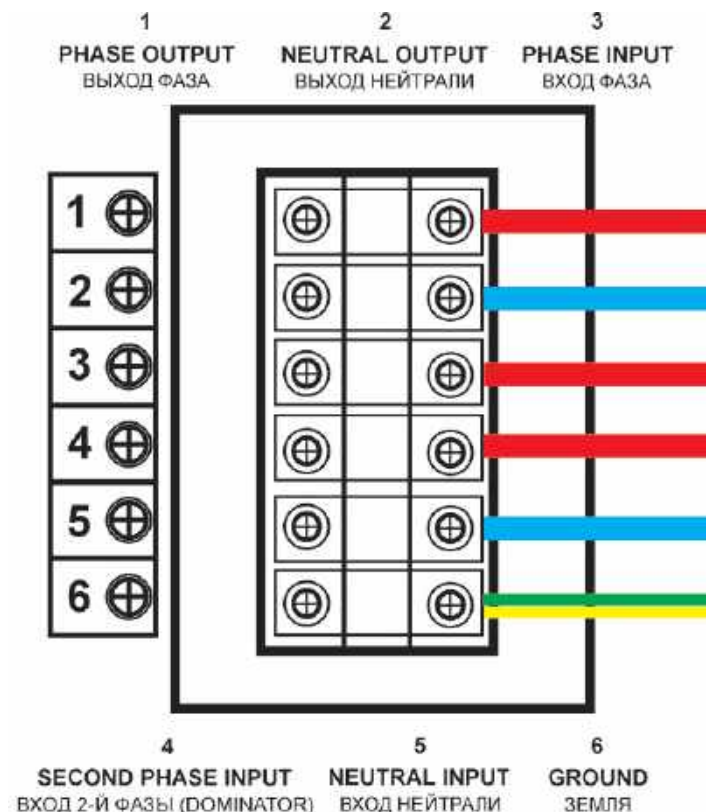 1 2 3
PHASE OUTPUT NEUTRAL OUTPUT PHASE INPUT
ВЫХОД ФАЗА ВЫХОД НЕЙТРАЛИ ВХОД ФАЗА
1
2
3
4
5
6
4 5 6
SECOND PHASE INPUT NEUTRAL INPUT GROUND
ВХОД 2-Й ФАЗЫ (DOMINATOR) ВХОД НЕЙТРАЛИ ЗЕМЛЯ